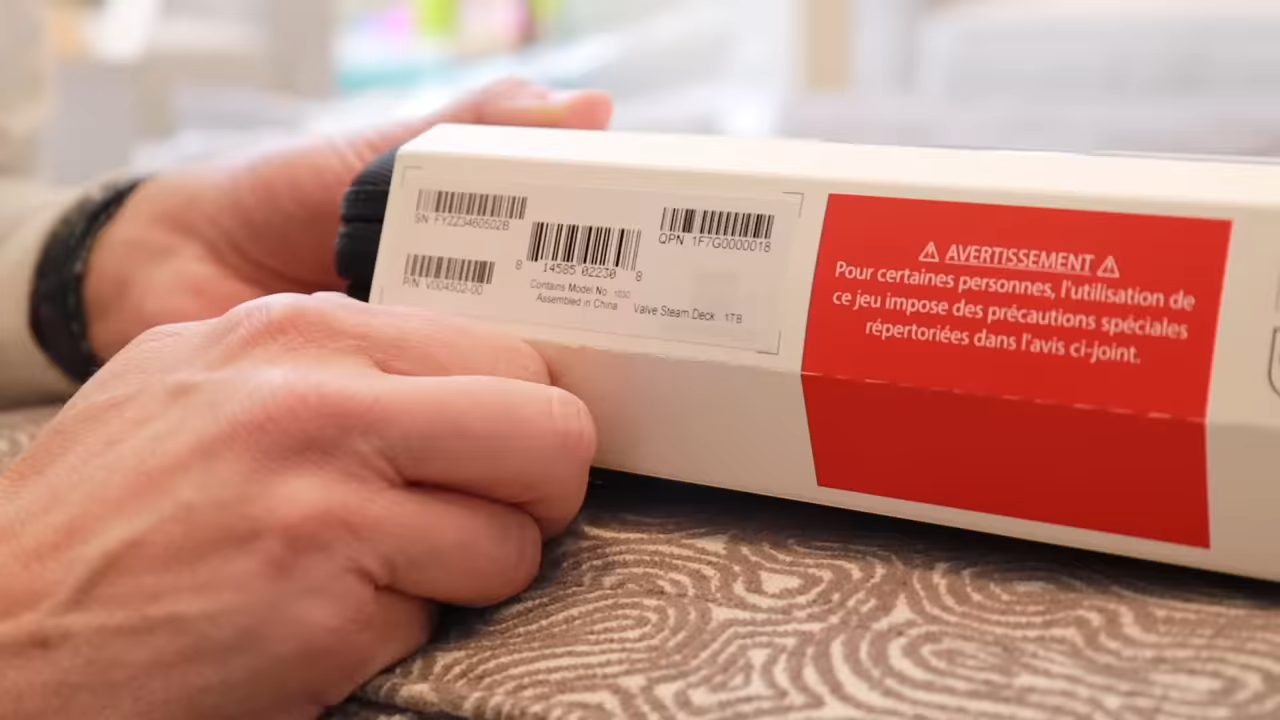 SN FYZZ3460502B
P/N V004502-00
8 14585 02230 8
Contains Model No. 1030
Assembled in China
QPN 1F7G0000018
Valve Steam Deck 1TB
⚠ AVERTISSEMENT ⚠
Pour certaines personnes, l'utilisation de
ce jeu impose des précautions spéciales
répertoriées dans l'avis ci-joint.